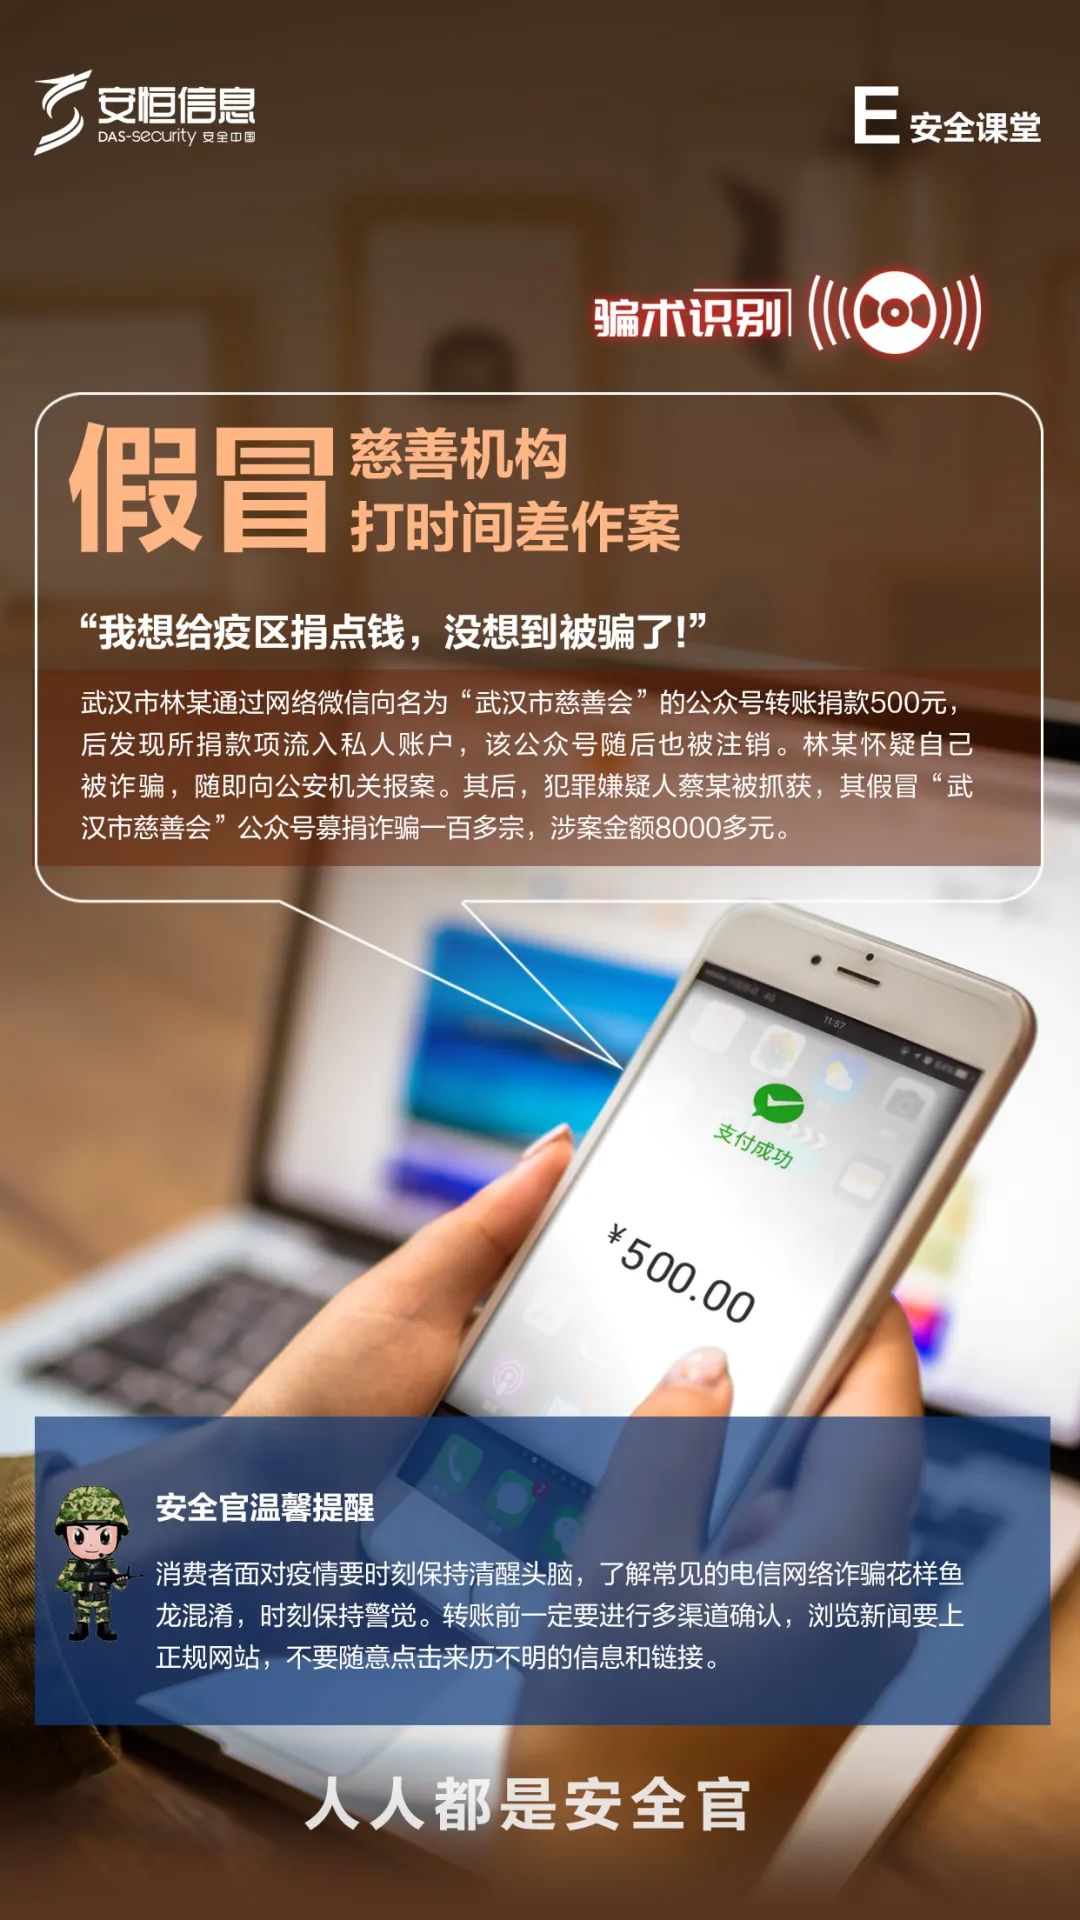 安恒信息
DAS-security 安全中国
E 安全课堂
骗术识别
假冒
慈善机构
打时间差作案
“我想给疫区捐点钱，没想到被骗了!”
武汉市林某通过网络微信向名为“武汉市慈善会”的公众号转账捐款500元，
后发现所捐款项流入私人账户，该公众号随后也被注销。林某怀疑自己
被诈骗，随即向公安机关报案。其后，犯罪嫌疑人蔡某被抓获，其假冒“武
汉市慈善会”公众号募捐诈骗一百多宗，涉案金额8000多元。
11:57
支付成功
¥500.00
7
安全官温馨提醒
消费者面对疫情要时刻保持清醒头脑，了解常见的电信网络诈骗花样鱼
龙混淆，时刻保持警觉。转账前一定要进行多渠道确认，浏览新闻要上
正规网站，不要随意点击来历不明的信息和链接。
人人都是安全官